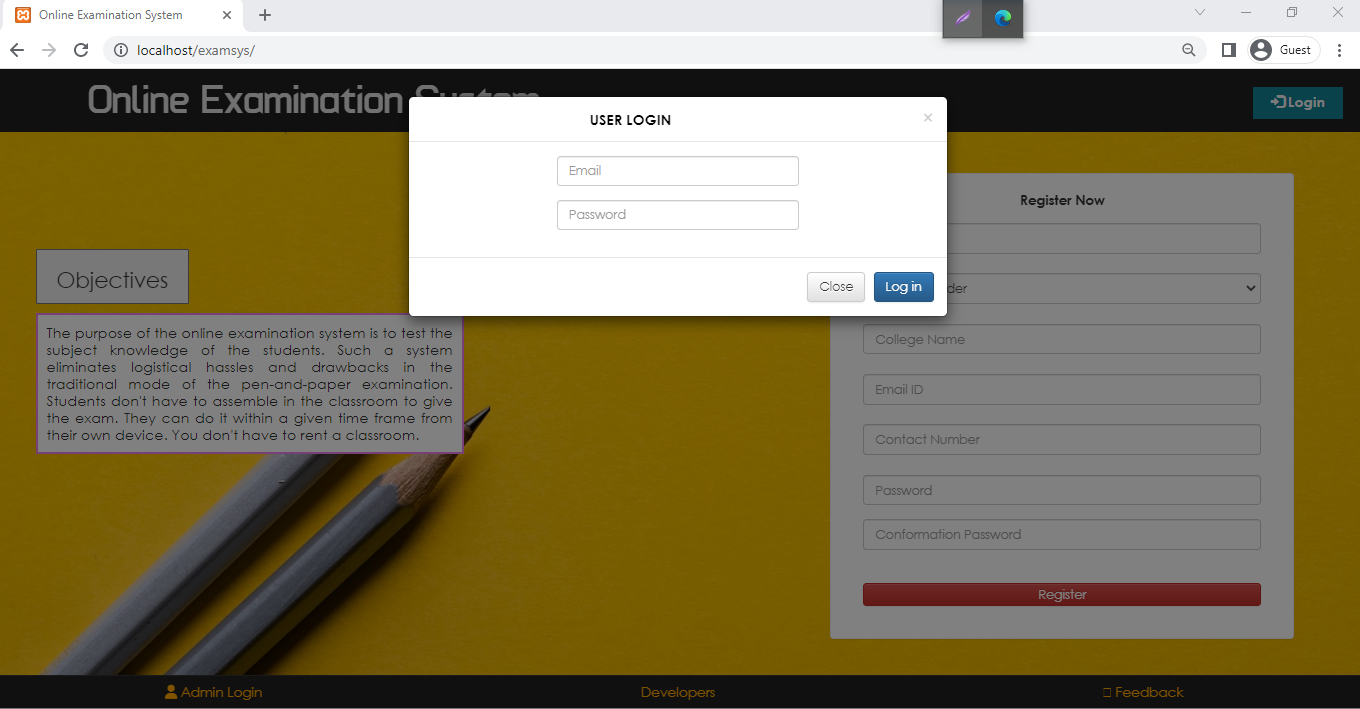 Online Examination System
localhost/examsys/
Guest
Online Examination System
Login
USER LOGIN
×
Email
Password
Close
Log in
Objectives
The purpose of the online examination system is to test the
subject knowledge of the students. Such a system
eliminates logistical hassles and drawbacks in the
traditional mode of the pen-and-paper examination.
Students don't have to assemble in the classroom to give
the exam. They can do it within a given time frame from
their own device. You don't have to rent a classroom.
Register Now
College Name
Email ID
Contact Number
Password
Conformation Password
Register
Admin Login
Developers
Feedback